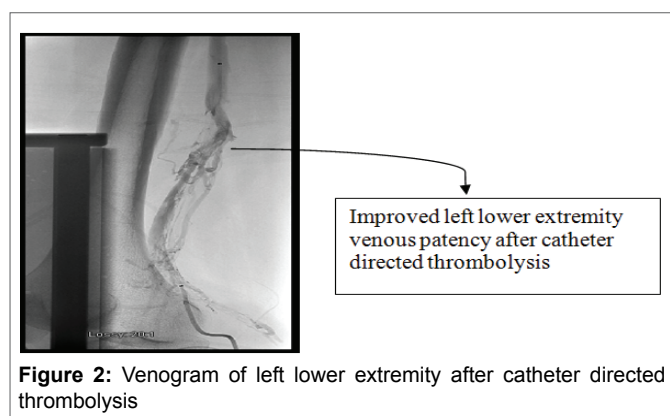 Improved left lower extremity
venous patency after catheter
directed thrombolysis
Figure 2: Venogram of left lower extremity after catheter directed
thrombolysis